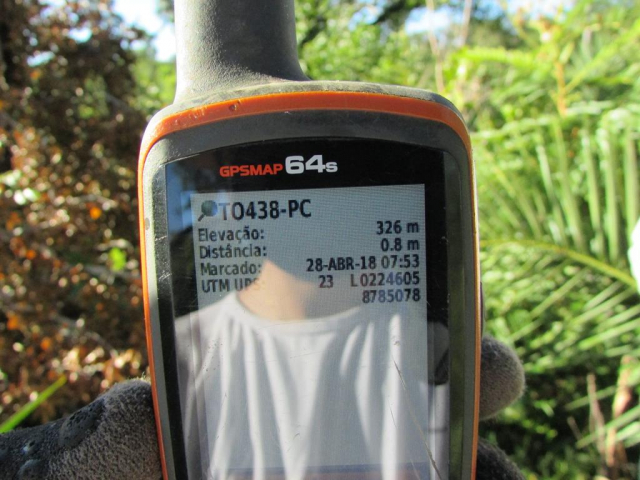 GPSMAP 64s
TO438-PC
Elevação: 326 m
Distância: 0.8 m
Marcado: 28-ABR-18 07:53
UTM UPS 23 L0224605
8785078